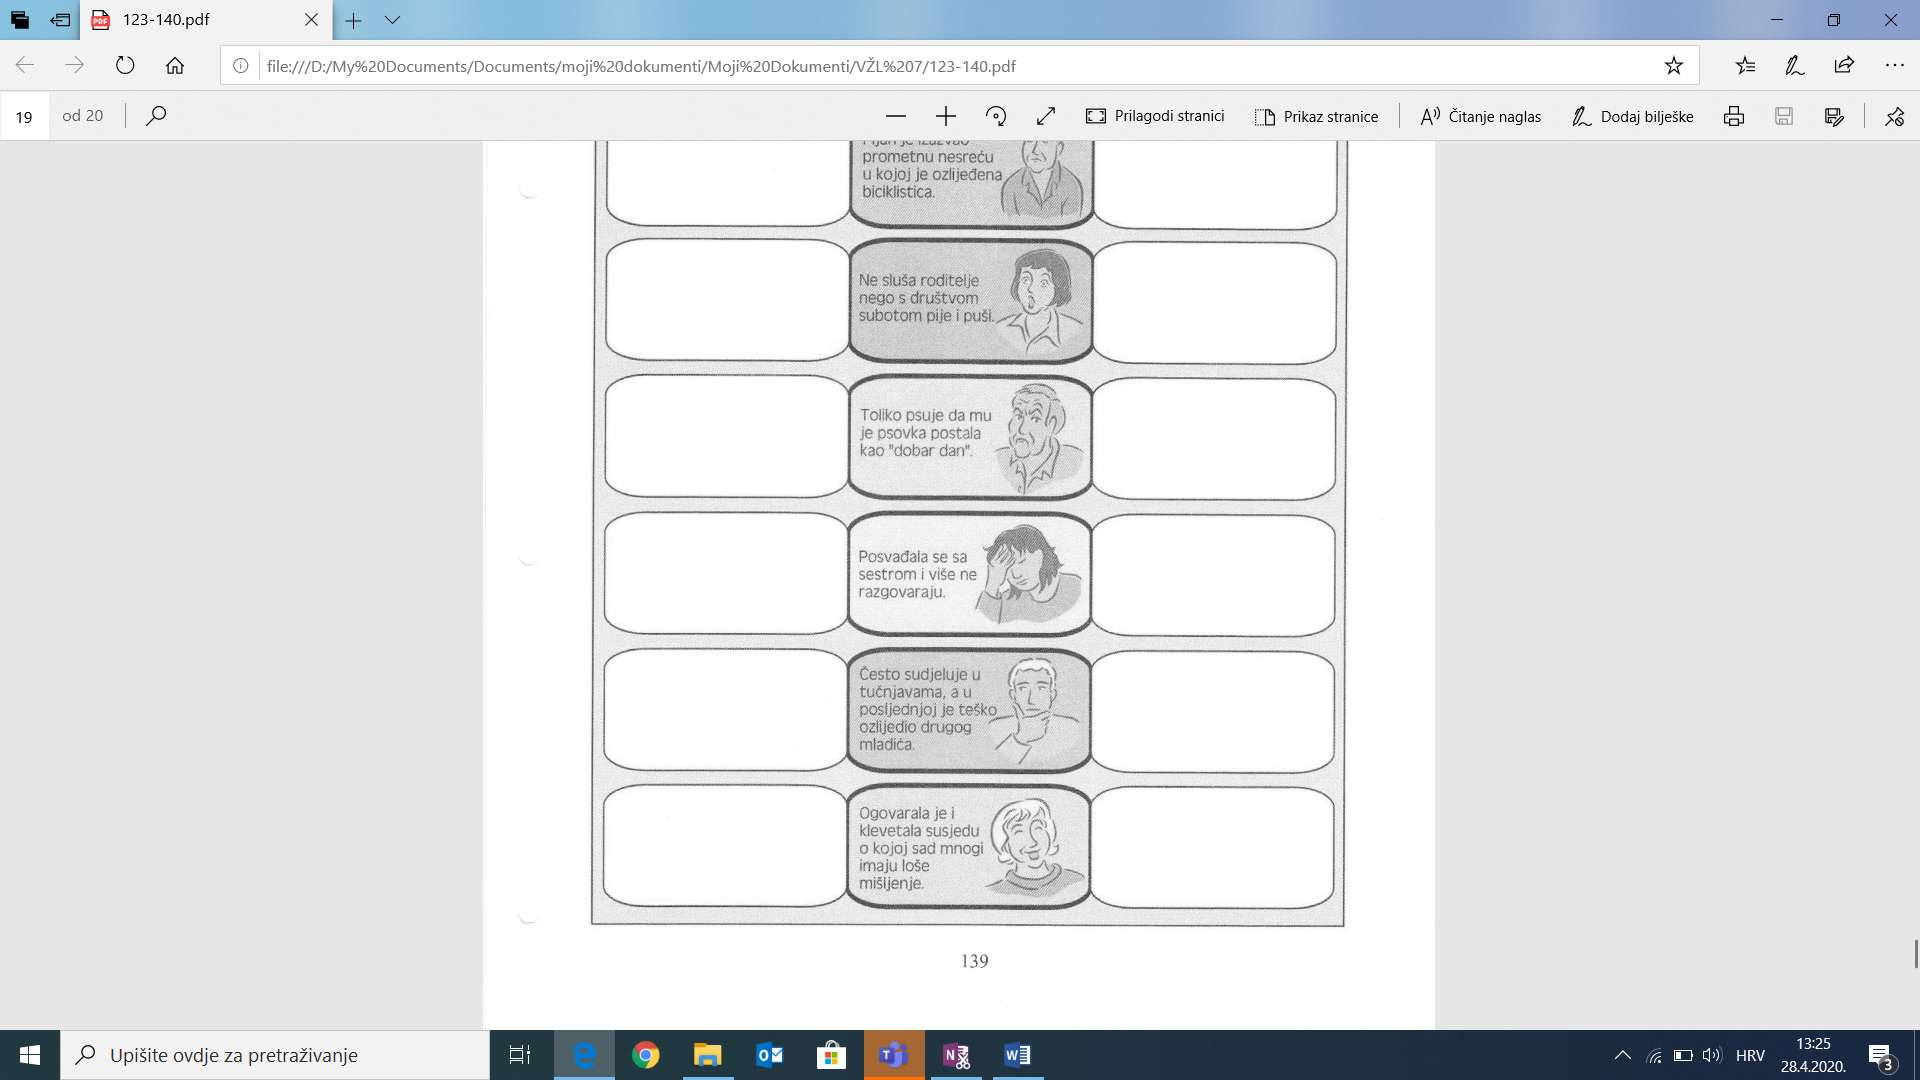 123-140.pdf
file:///D:/My%20Documents/Documents/moji%20dokumenti/Moji%20Dokumenti/VŽL%207/123-140.pdf
19 od 20
Prilagodi stranici
Prikaz stranice
Čitanje naglas
Dodaj bilješke
Pijan je izazvao
prometnu nesreću
u kojoj je ozlijeđena
biciklistica.
Ne sluša roditelje
nego s društvom
subotom pije i puši.
Toliko psuje da mu
je psovka postala
kao "dobar dan".
Posvađala se sa
sestrom i više ne
razgovaraju.
Često sudjeluje u
tučnjavama, a u
posljednjoj je teško
ozlijedio drugog
mladića.
Ogovarala je i
klevetala susjedu
o kojoj sad mnogi
imaju loše
mišljenje.
139
Upišite ovdje za pretraživanje
HRV
13:25
28.4.2020.
3